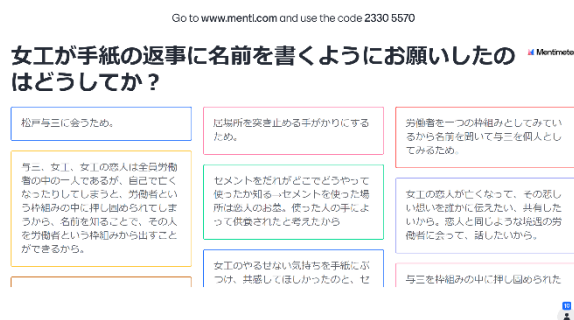 Go to www.menti.com and use the code 2330 5570
女工が手紙の返事に名前を書くようにお願いしたの
はどうしてか？
Mentimete
松戸与三に会うため。
与三、女工、女工の恋人は全員労働
者の中の一人であるが、自己で亡く
なったりしてしまうと、労働者とい
う枠組みの中に押し固められてしま
うから、名前を知ることで、その人
を労働者という枠組みから出すこと
ができるから。
居場所を突き止める手がかりにする
ため。
セメントをだれがどこでどうやって
使ったか知る→セメントを使った場
所は恋人のお墓。使った人の手によ
って供養されたと考えたから
女工のやるせない気持ちを手紙にぶ
つけ、共感してほしかったのと、セ
労働者を一つの枠組みとしてみてい
るから名前を聞いて与三を個人とし
てみるため。
女工の恋人が亡くなって、その悲し
い想いを誰かに伝えたい、共有した
いから。恋人と同じような境遇の労
働者に会って、話したいから。
与三を枠組みの中に押し固められた
10